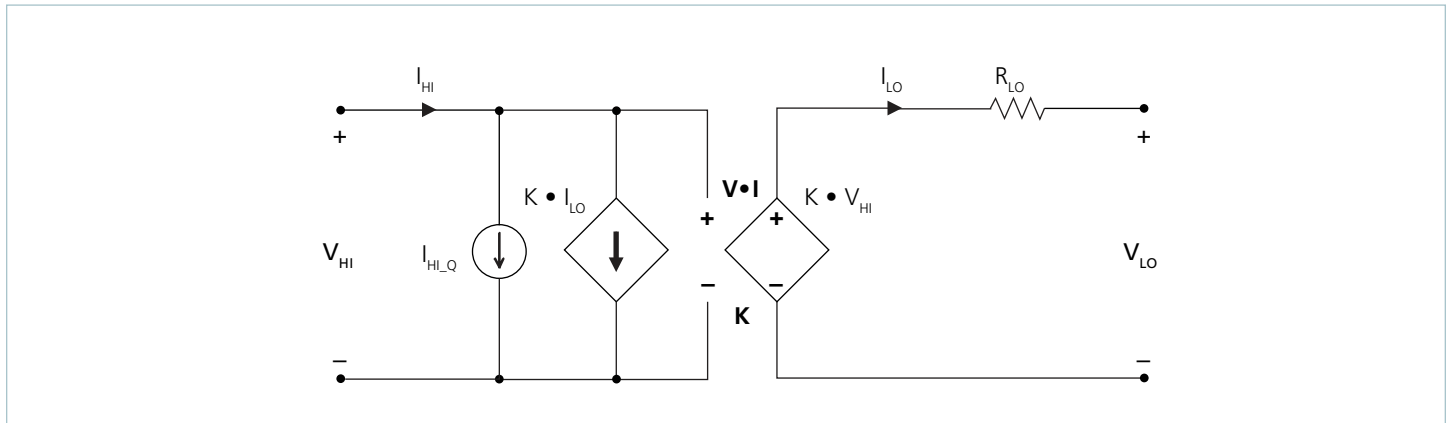 I_HI
I_LO
R_LO
+
+
K • I_LO
V•I
K • V_HI
+
+
V_HI
I_HI_Q
V_LO
–
–
K
–
–